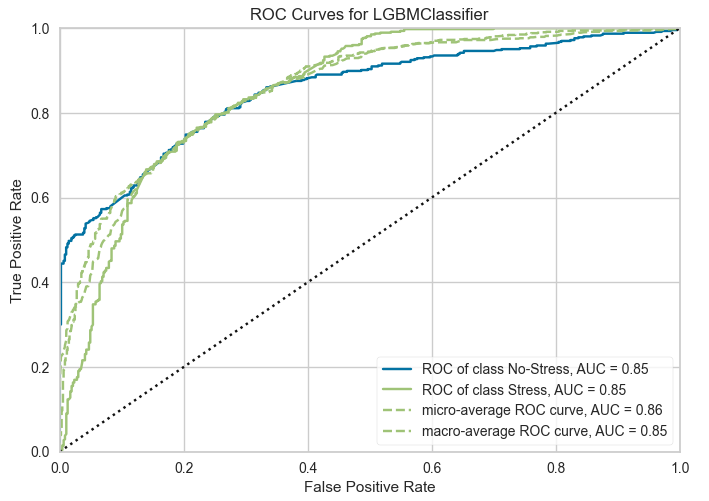 ROC Curves for LGBMClassifier
1.0
0.8
0.6
0.4
0.2
0.0
True Positive Rate
ROC of class No-Stress, AUC = 0.85
ROC of class Stress, AUC = 0.85
micro-average ROC curve, AUC = 0.86
macro-average ROC curve, AUC = 0.85
0.0 0.2 0.4 0.6 0.8 1.0
False Positive Rate